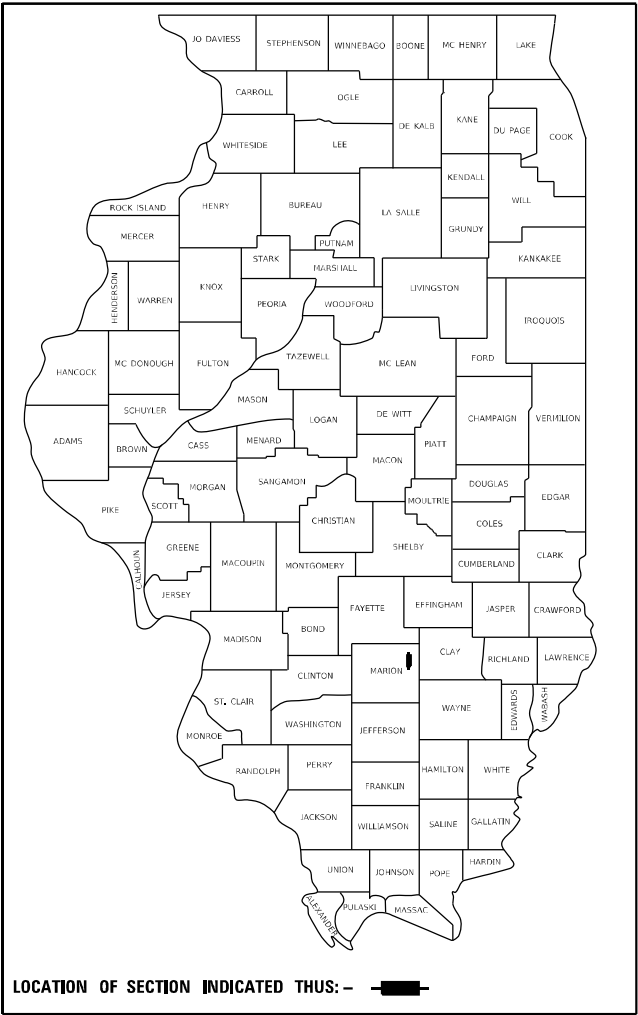 JO DAVIESS STEPHENSON WINNEBAGO BOONE MC HENRY LAKE
CARROLL OGLE
DE KALB KANE DU PAGE COOK
WHITESIDE LEE
KENDALL
ROCK ISLAND HENRY BUREAU LA SALLE WILL
MERCER PUTNAM GRUNDY
STARK MARSHALL KANKAKEE
HENDERSON WARREN KNOX PEORIA WOODFORD LIVINGSTON
IROQUOIS
HANCOCK MC DONOUGH FULTON TAZEWELL MC LEAN FORD
MASON
SCHUYLER LOGAN DE WITT CHAMPAIGN VERMILION
ADAMS BROWN CASS MENARD PIATT
MACON
PIKE SCOTT MORGAN SANGAMON MOULTRIE DOUGLAS EDGAR
CHRISTIAN COLES
CALHOUN GREENE MACOUPIN MONTGOMERY SHELBY CUMBERLAND CLARK
JERSEY FAYETTE EFFINGHAM JASPER CRAWFORD
MADISON BOND
CLINTON MARION CLAY RICHLAND LAWRENCE
ST. CLAIR WAYNE EDWARDS WABASH
MONROE WASHINGTON JEFFERSON
RANDOLPH PERRY HAMILTON WHITE
FRANKLIN
JACKSON WILLIAMSON SALINE GALLATIN
UNION JOHNSON POPE HARDIN
ALEXANDER PULASKI MASSAC
LOCATION OF SECTION INDICATED THUS: –